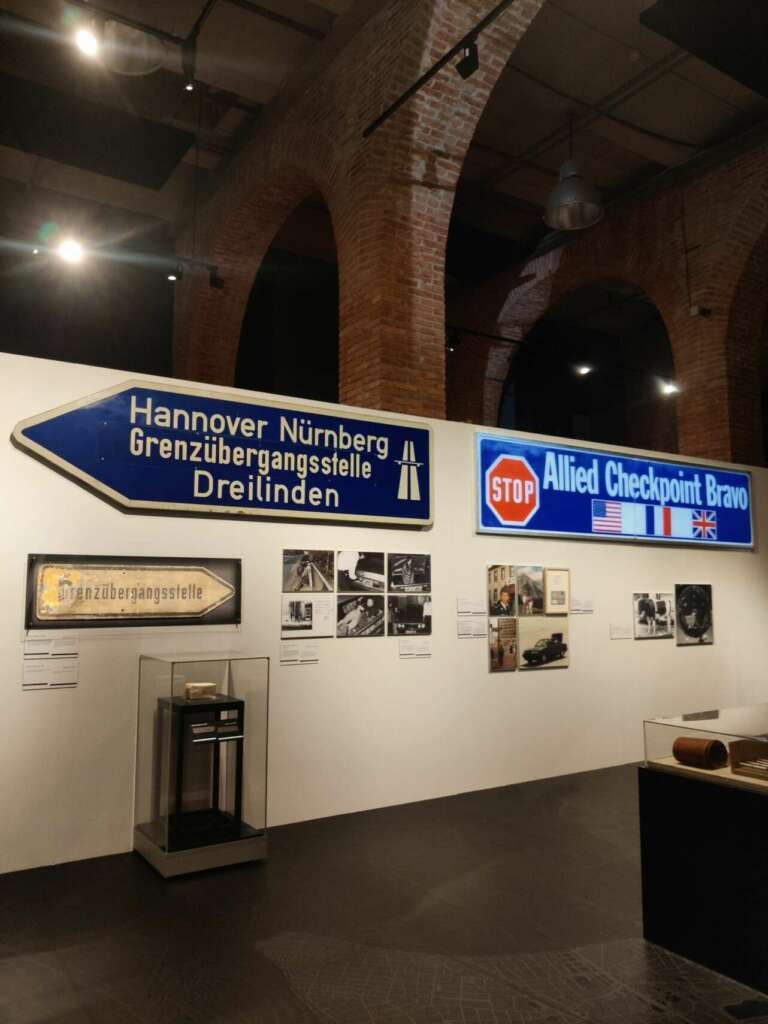 Hannover Nürnberg
Grenzübergangsstelle
Dreilinden
STOP
Allied Checkpoint Bravo
Grenzübergangsstelle